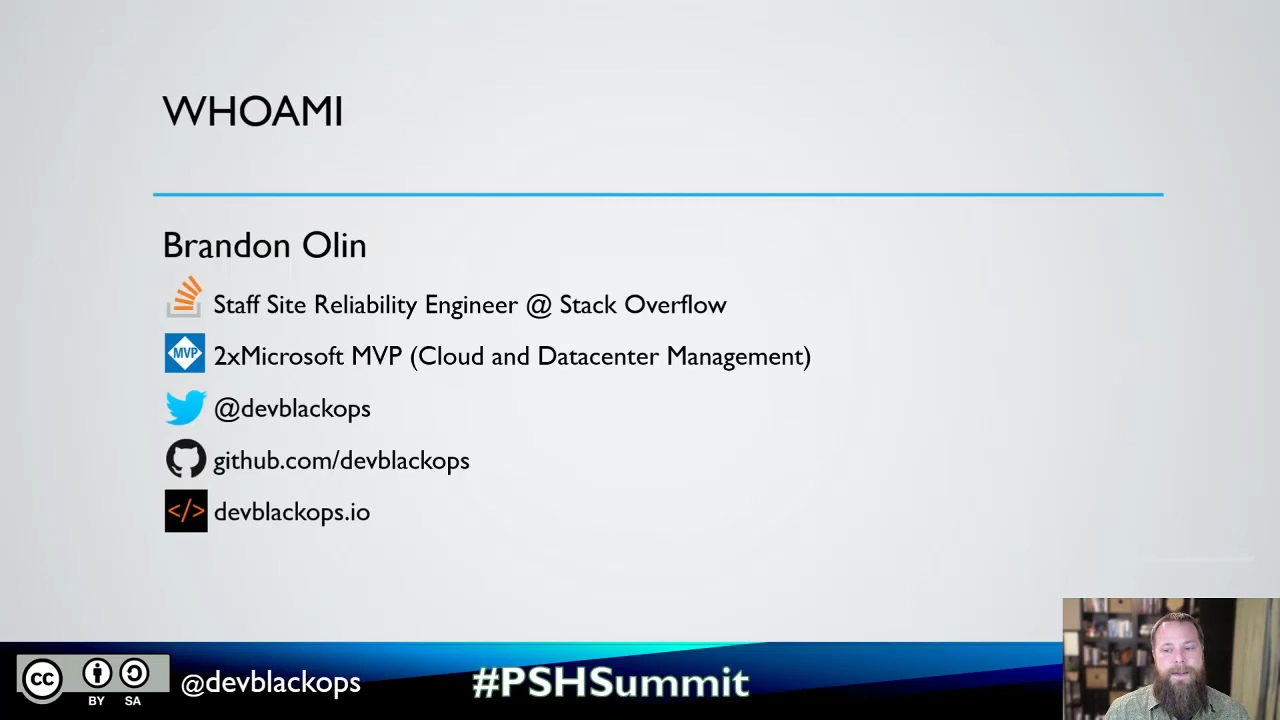 WHOAMI
Brandon Olin
Staff Site Reliability Engineer @ Stack Overflow
MVP
2xMicrosoft MVP (Cloud and Datacenter Management)
@devblackops
github.com/devblackops
</>
devblackops.io
cc
BY SA
@devblackops
#PSHSummit